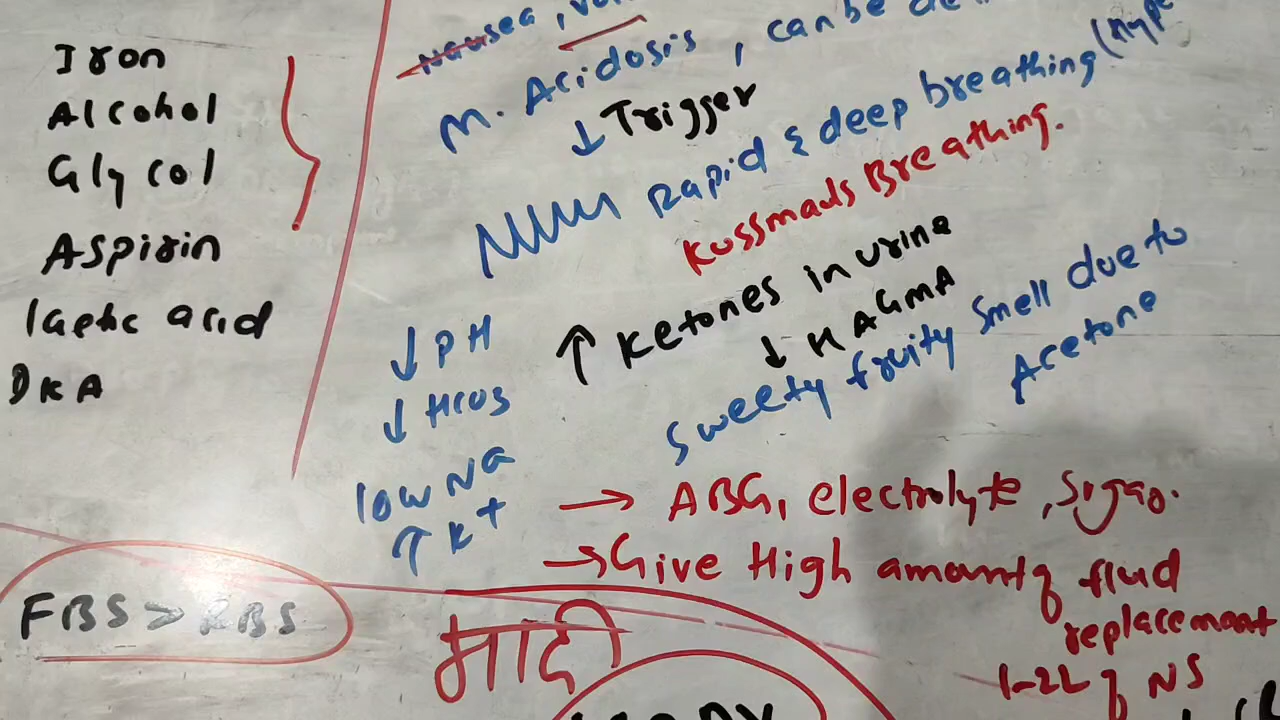 Iron
Alcohol
Glycol
Aspirin
lactic acid
DKA
FBS > RBS
Nausea,
M. Acidosis, can be
↓ Trigger
Rapid & deep breathing (hype
Kussmauls Breathing.
↑ Ketones in urine
↓ HAGMA
Sweety fruity smell due to
Acetone
↓ PH
↓ HCO3
low Na
↑ K+
→ ABG, electrolyte, Sugar.
→ Give High amount of fluid
replacement
1-2L of NS
मादी